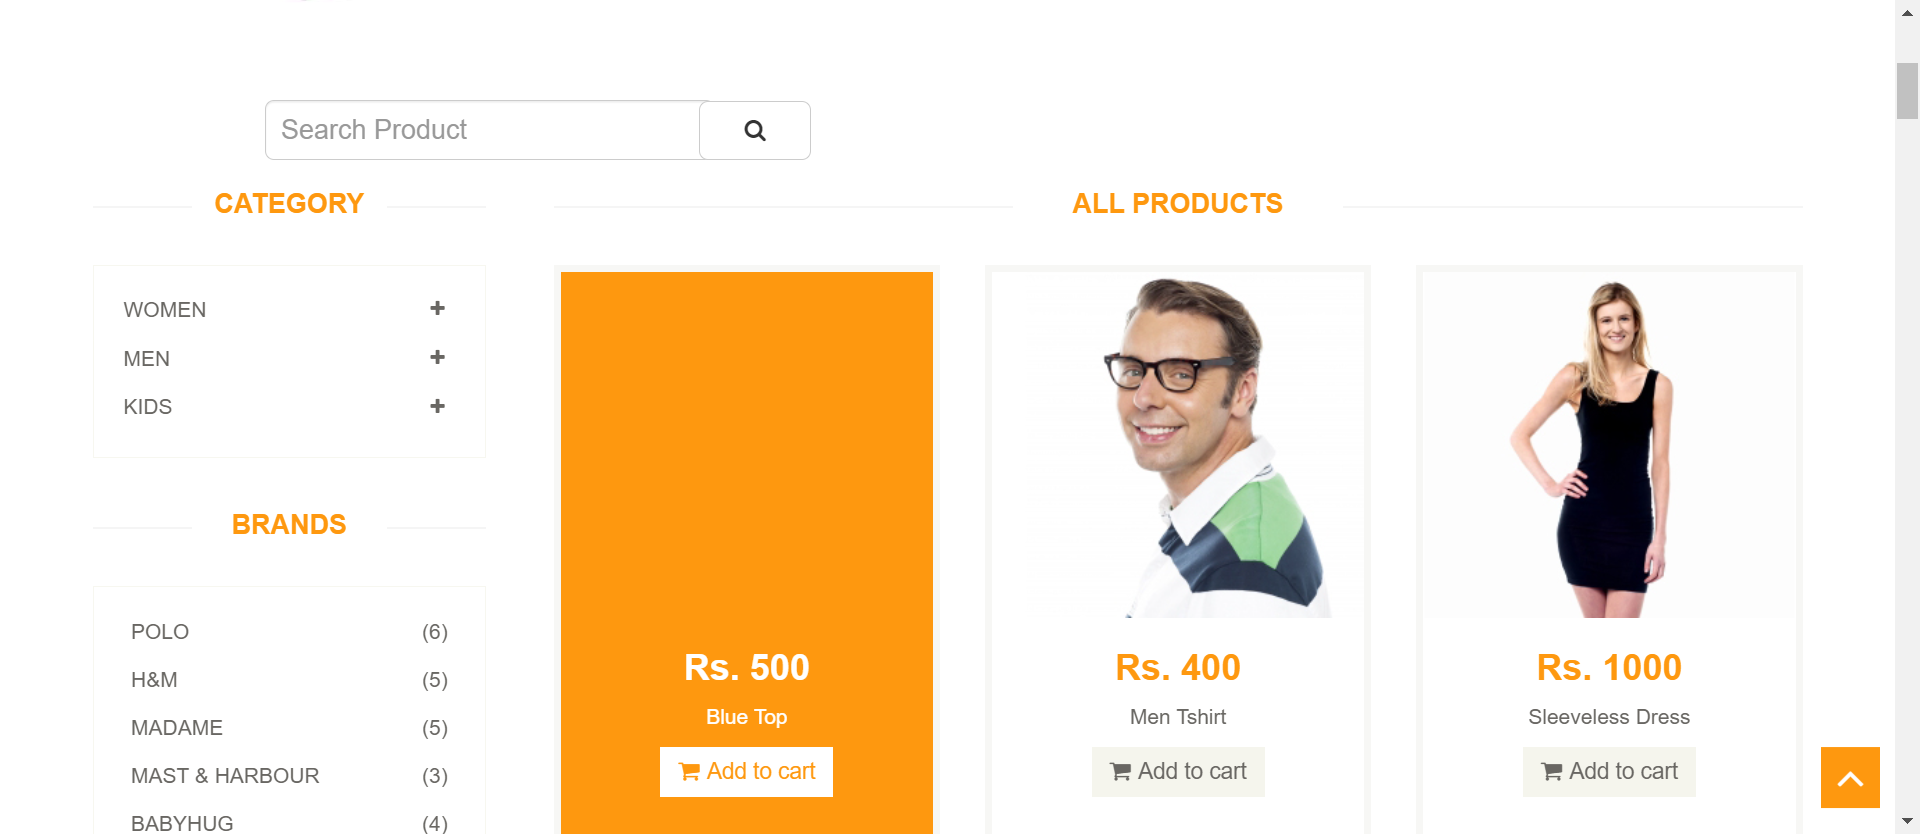 Search Product
CATEGORY
WOMEN
MEN
KIDS
BRANDS
POLO (6)
H&M (5)
MADAME (5)
MAST & HARBOUR (3)
BABYHUG (4)
ALL PRODUCTS
Rs. 500
Blue Top
Add to cart
Rs. 400
Men Tshirt
Add to cart
Rs. 1000
Sleeveless Dress
Add to cart